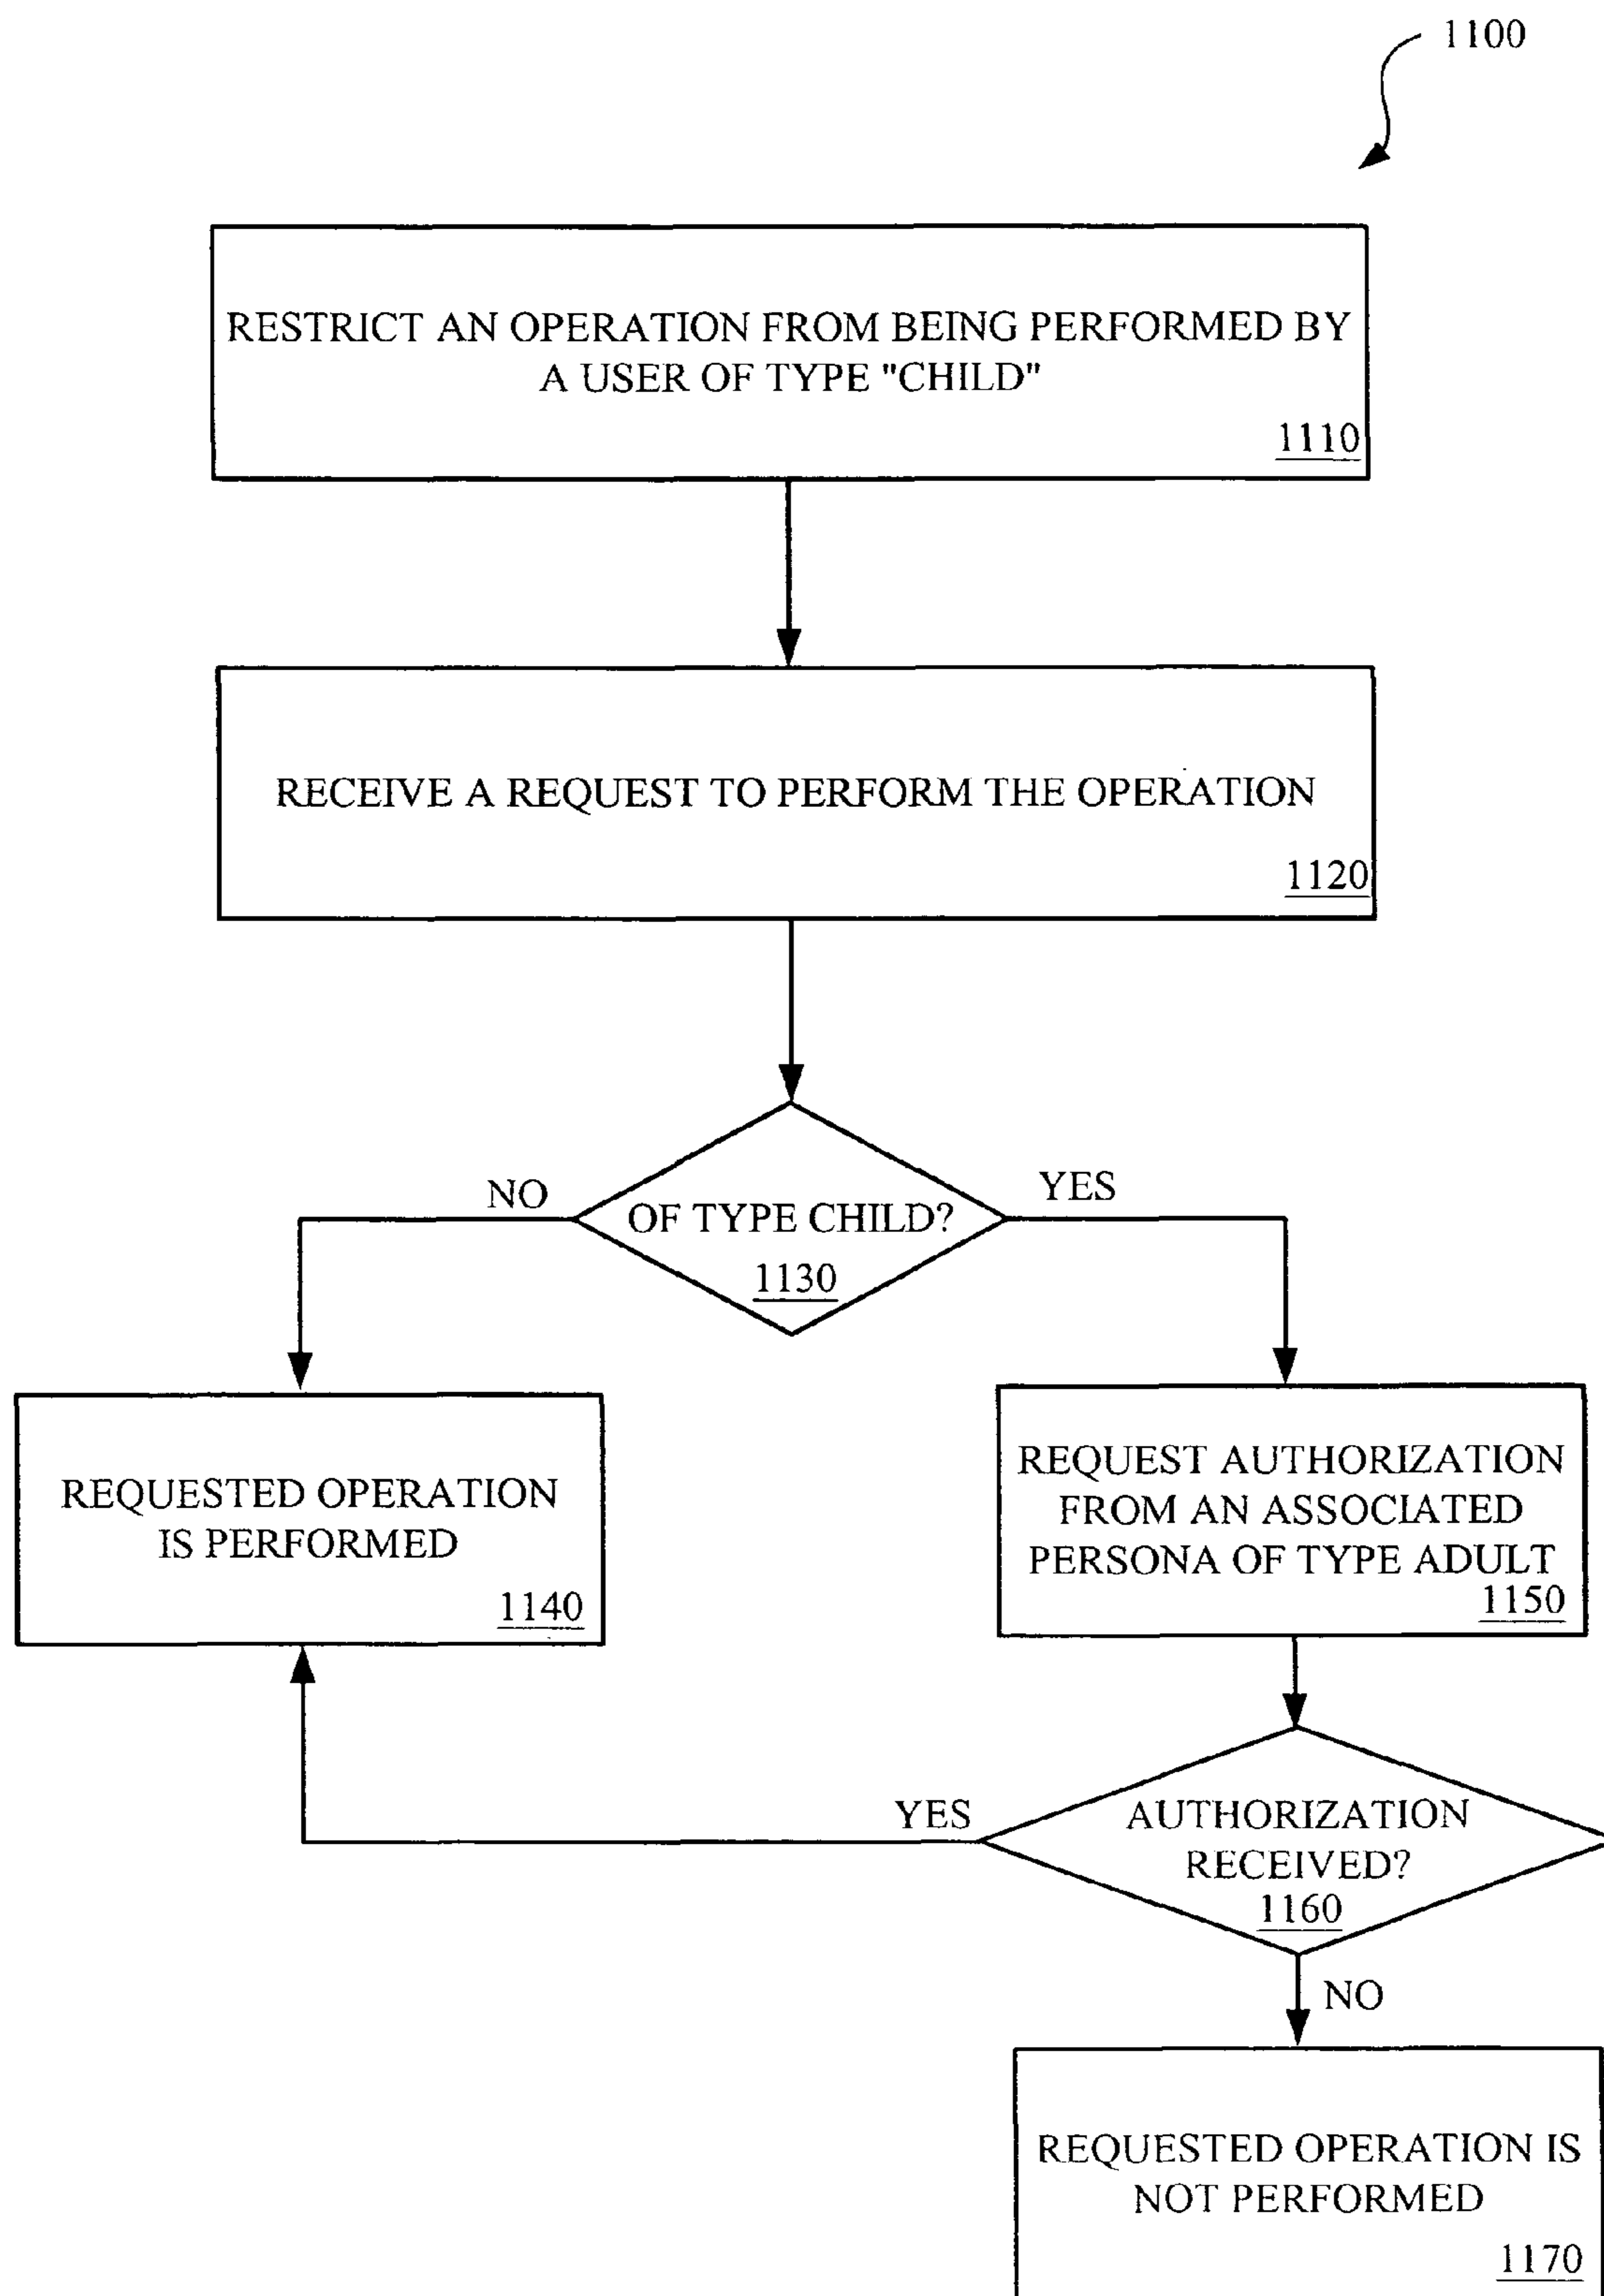 1100
RESTRICT AN OPERATION FROM BEING PERFORMED BY
A USER OF TYPE "CHILD"
1110
RECEIVE A REQUEST TO PERFORM THE OPERATION
1120
NO
YES
OF TYPE CHILD?
1130
REQUESTED OPERATION
IS PERFORMED
1140
REQUEST AUTHORIZATION
FROM AN ASSOCIATED
PERSONA OF TYPE ADULT
1150
YES
AUTHORIZATION
RECEIVED?
1160
NO
REQUESTED OPERATION IS
NOT PERFORMED
1170